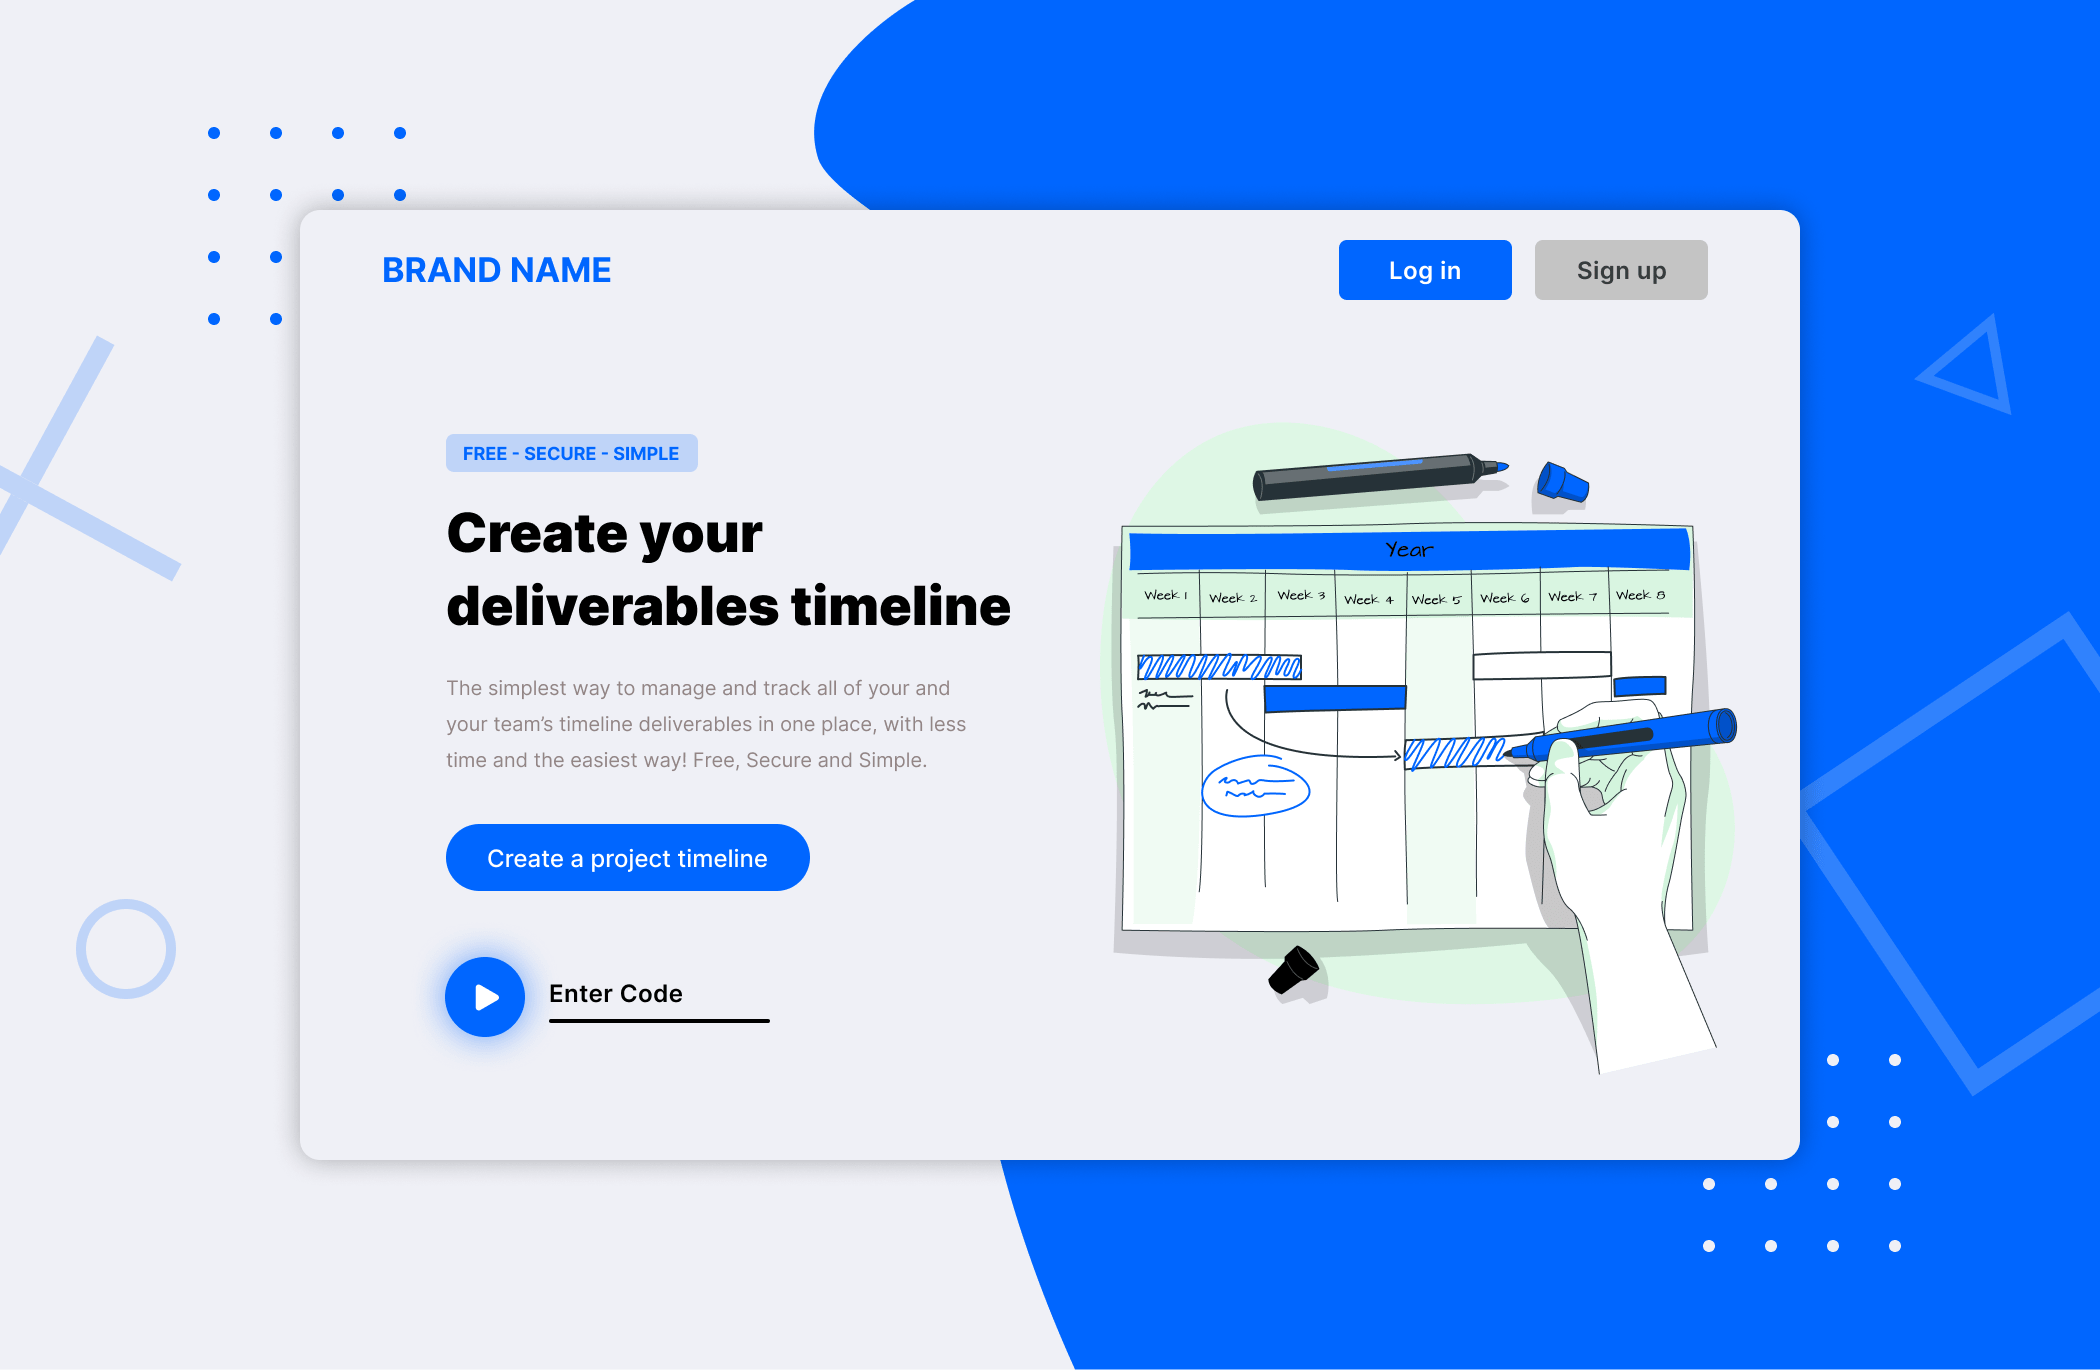 BRAND NAME
Log in
Sign up
FREE - SECURE - SIMPLE
Create your
deliverables timeline
The simplest way to manage and track all of your and
your team’s timeline deliverables in one place, with less
time and the easiest way! Free, Secure and Simple.
Create a project timeline
Enter Code
Year
Week 1 Week 2 Week 3 Week 4 Week 5 Week 6 Week 7 Week 8